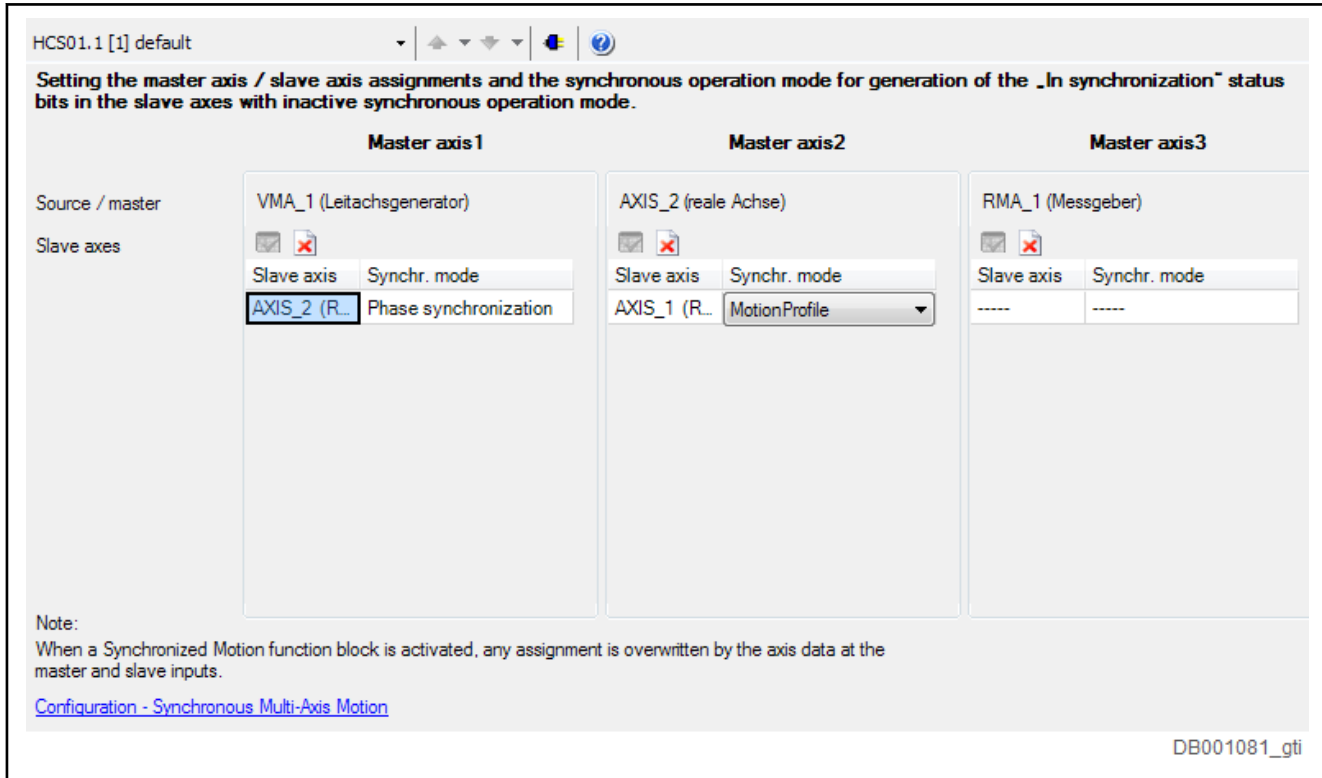 HCS01.1 [1] default
Setting the master axis / slave axis assignments and the synchronous operation mode for generation of the „In synchronization“ status
bits in the slave axes with inactive synchronous operation mode.
Master axis1 Master axis2 Master axis3
Source / master VMA_1 (Leitachsgenerator) AXIS_2 (reale Achse) RMA_1 (Messgeber)
Slave axes
Slave axis Synchr. mode Slave axis Synchr. mode Slave axis Synchr. mode
AXIS_2 (R... Phase synchronization AXIS_1 (R... MotionProfile ----- -----
Note:
When a Synchronized Motion function block is activated, any assignment is overwritten by the axis data at the
master and slave inputs.
Configuration - Synchronous Multi-Axis Motion
DB001081_gti